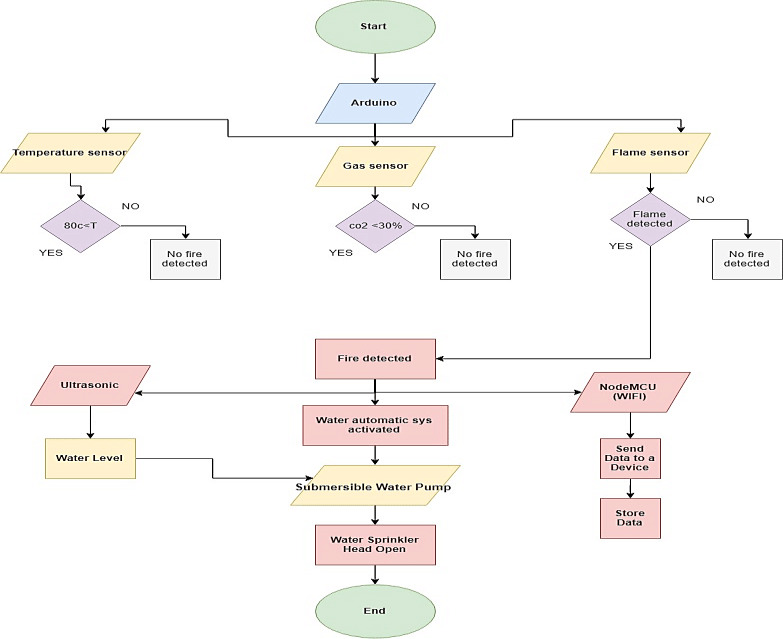 Start
Arduino
Temperature sensor
Gas sensor
Flame sensor
80c<T
NO
YES
No fire
detected
co2 <30%
NO
YES
No fire
detected
Flame
detected
NO
YES
No fire
detected
Fire detected
Ultrasonic
NodeMCU
(WIFI)
Water automatic sys
activated
Water Level
Send
Data to a
Device
Submersible Water Pump
Store
Data
Water Sprinkler
Head Open
End